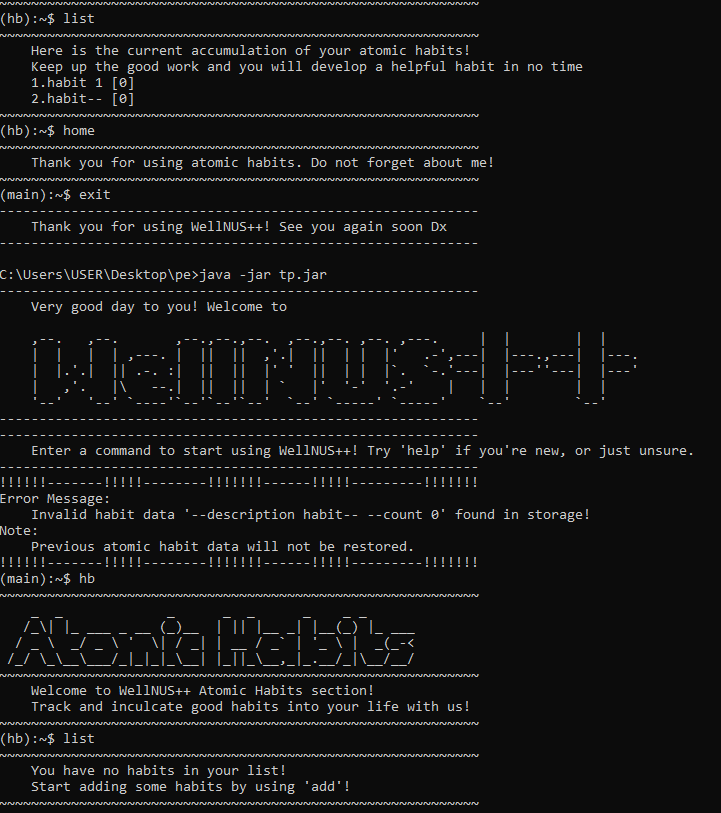 (hb):~$ list
Here is the current accumulation of your atomic habits!
Keep up the good work and you will develop a helpful habit in no time
1.habit 1 [0]
2.habit-- [0]
(hb):~$ home
Thank you for using atomic habits. Do not forget about me!
(main):~$ exit
Thank you for using WellNUS++! See you again soon Dx
C:\Users\USER\Desktop\pe>java -jar tp.jar
Very good day to you! Welcome to
WellNUS++
Enter a command to start using WellNUS++! Try 'help' if you're new, or just unsure.
!!!!!!-------!!!!!--------!!!!!!!------!!!!!---------!!!!!!!
Error Message:
Invalid habit data '--description habit-- --count 0' found in storage!
Note:
Previous atomic habit data will not be restored.
!!!!!!-------!!!!!--------!!!!!!!------!!!!!---------!!!!!!!
(main):~$ hb
Atomic Habits
Welcome to WellNUS++ Atomic Habits section!
Track and inculcate good habits into your life with us!
(hb):~$ list
You have no habits in your list!
Start adding some habits by using 'add'!